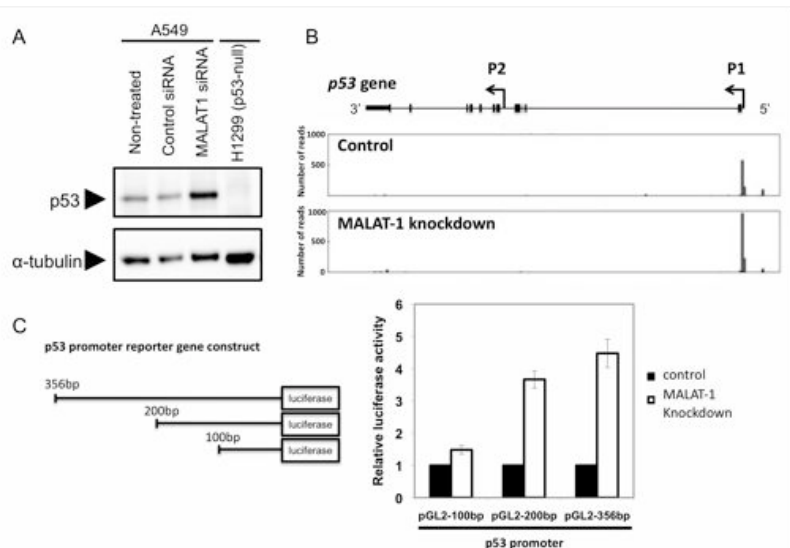 A
A549
Non-treated
Control siRNA
MALAT1 siRNA
H1299 (p53-null)
p53
α-tubulin
B
p53 gene
P2
P1
3'
5'
Number of reads
1000
500
0
Control
Number of reads
1000
500
0
MALAT-1 knockdown
C
p53 promoter reporter gene construct
356bp
luciferase
200bp
luciferase
100bp
luciferase
Relative luciferase activity
6
5
4
3
2
1
0
control
MALAT-1
Knockdown
pGL2-100bp pGL2-200bp pGL2-356bp
p53 promoter